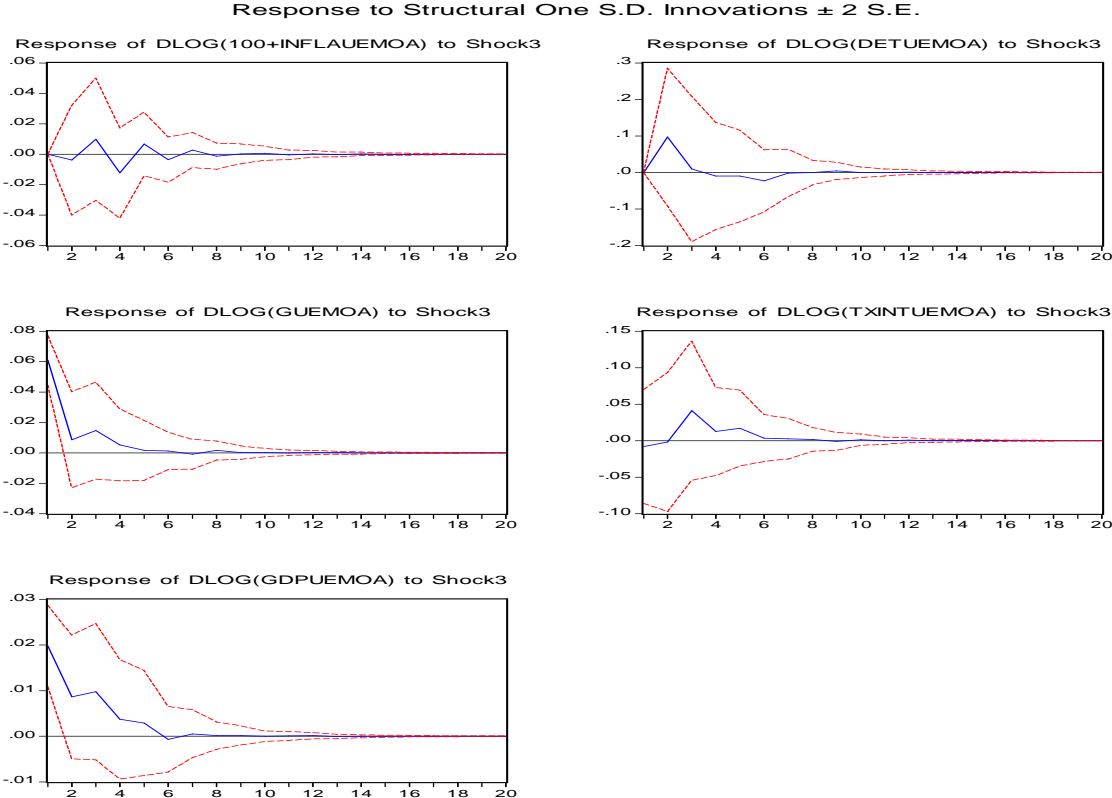 Response to Structural One S.D. Innovations ± 2 S.E.
Response of DLOG(100+INFLAUEMOA) to Shock3
.06
.04
.02
.00
-.02
-.04
-.06
2 4 6 8 10 12 14 16 18 20
Response of DLOG(DETUEMOA) to Shock3
.3
.2
.1
.0
-.1
-.2
2 4 6 8 10 12 14 16 18 20
Response of DLOG(GUEMOA) to Shock3
.08
.06
.04
.02
.00
-.02
-.04
2 4 6 8 10 12 14 16 18 20
Response of DLOG(TXINTUEMOA) to Shock3
.15
.10
.05
.00
-.05
-.10
2 4 6 8 10 12 14 16 18 20
Response of DLOG(GDPUEMOA) to Shock3
.03
.02
.01
.00
-.01
2 4 6 8 10 12 14 16 18 20